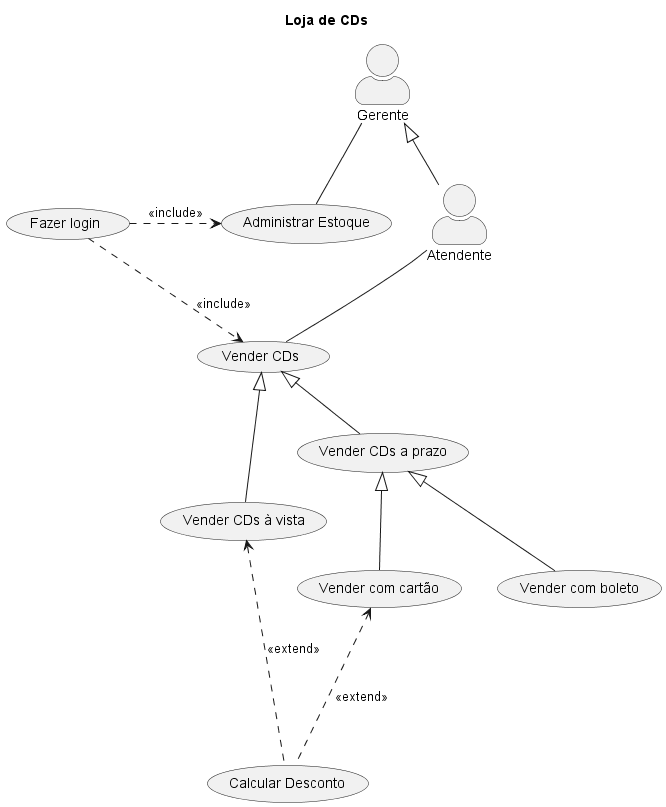 Loja de CDs
Gerente
Fazer login
«include»
Administrar Estoque
Atendente
«include»
Vender CDs
Vender CDs a prazo
Vender CDs à vista
Vender com cartão
Vender com boleto
«extend»
«extend»
Calcular Desconto